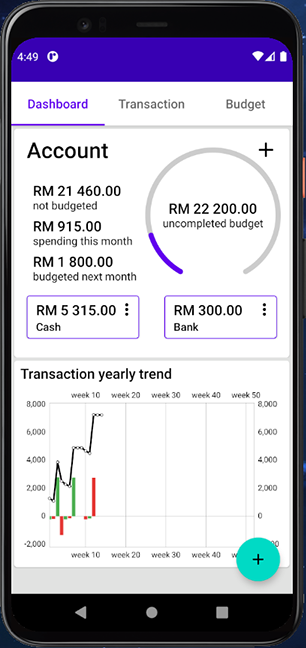 4:49
Dashboard Transaction Budget
Account +
RM 21 460.00
not budgeted
RM 915.00
spending this month
RM 1 800.00
budgeted next month
RM 22 200.00
uncompleted budget
RM 5 315.00 RM 300.00
Cash Bank
Transaction yearly trend
week 10 week 20 week 30 week 40 week 50
8,000 8,000
6,000 6,000
4,000 4,000
2,000 2,000
0 0
-2,000 -2,000
week 10 week 20 week 30 week 40 week 50
+